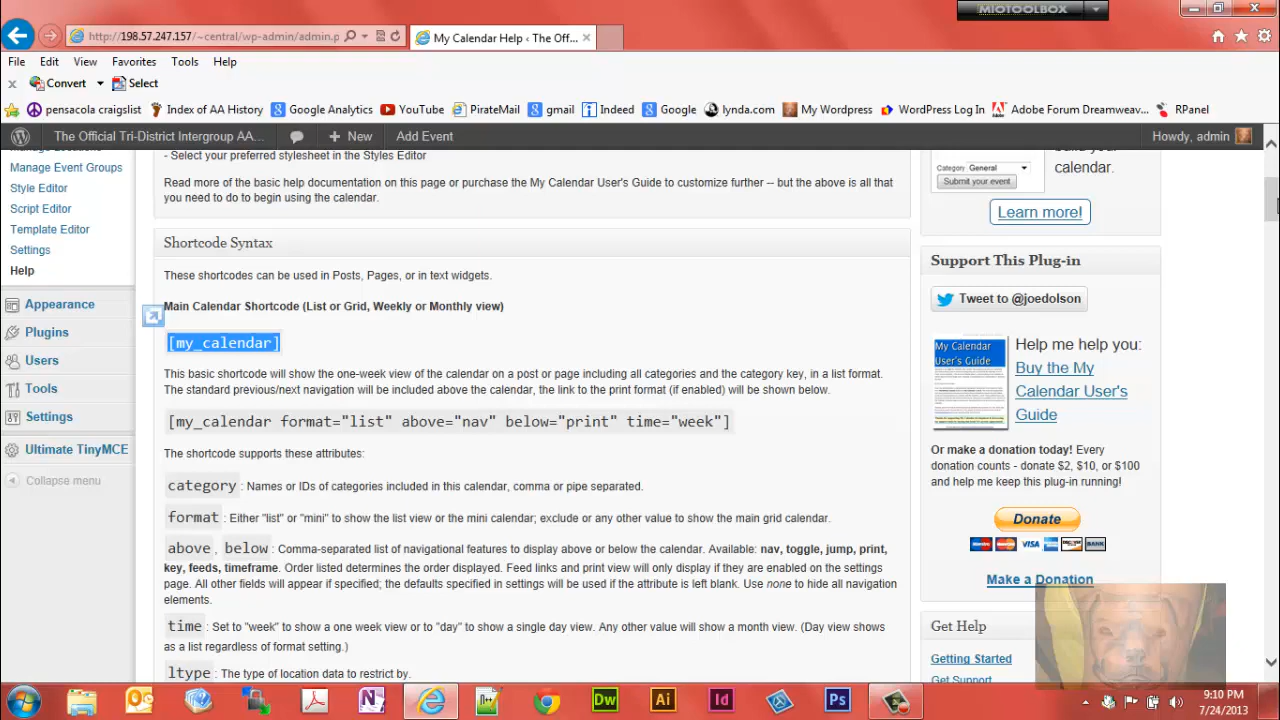 MIOTOOLBOX
http://198.57.247.157/~central/wp-admin/admin.p
My Calendar Help ‹ The Off...
File Edit View Favorites Tools Help
Convert Select
pensacola craigslist Index of AA History Google Analytics YouTube PirateMail gmail Indeed Google lynda.com My Wordpress WordPress Log In Adobe Forum Dreamweav... RPanel
The Official Tri-District Intergroup AA... New Add Event Howdy, admin
Manage Event Groups
Style Editor
Script Editor
Template Editor
Settings
Help
Appearance
Plugins
Users
Tools
Settings
Ultimate TinyMCE
Collapse menu
- Select your preferred stylesheet in the Styles Editor
Read more of the basic user documentation on this page or purchase the My Calendar User's Guide to customize further -- but the above is all that
you need to do to begin using the calendar.
Shortcode Syntax
These shortcodes can be used in Posts, Pages, or in text widgets.
Main Calendar Shortcode (List or Grid, Weekly or Monthly view)
[my_calendar]
This basic shortcode will show the one-week view of the calendar on a post or page including all categories and the category key, in a list format.
The standard previous/next navigation will be included above the calendar, a link to the print format (if enabled) will be shown below.
[my_calendar format="list" above="nav" below="print" time="week"]
The shortcode supports these attributes:
category : Names or IDs of categories included in this calendar, comma or pipe separated.
format : Either "list" or "mini" to show the list view or the mini calendar; exclude or any other value to show the main grid calendar.
above , below : Comma-separated list of navigational features to display above or below the calendar. Available: nav, toggle, jump, print,
key, feeds, timeframe. Order listed determines the order displayed. Feed links and print view will only display if they are enabled on the settings
page. All other fields will appear if specified; the defaults specified in settings will be used if the attribute is left blank. Use none to hide all navigation
elements.
time : Set to "week" to show a one week view or to "day" to show a single day view. Any other value will show a month view. (Day view shows
as a list regardless of format setting.)
ltype : The type of location data to restrict by.
calendar.
Category General
Submit your event
Learn more!
Support This Plug-in
Tweet to @joedolson
My Calendar
User's Guide
Help me help you:
Buy the My
Calendar User's
Guide
Or make a donation today! Every
donation counts - donate $2, $10, or $100
and help me keep this plug-in running!
Donate
VISA BANK
Make a Donation
Get Help
Getting Started
Get Support
Dw Ai Id Ps
9:10 PM
7/24/2013